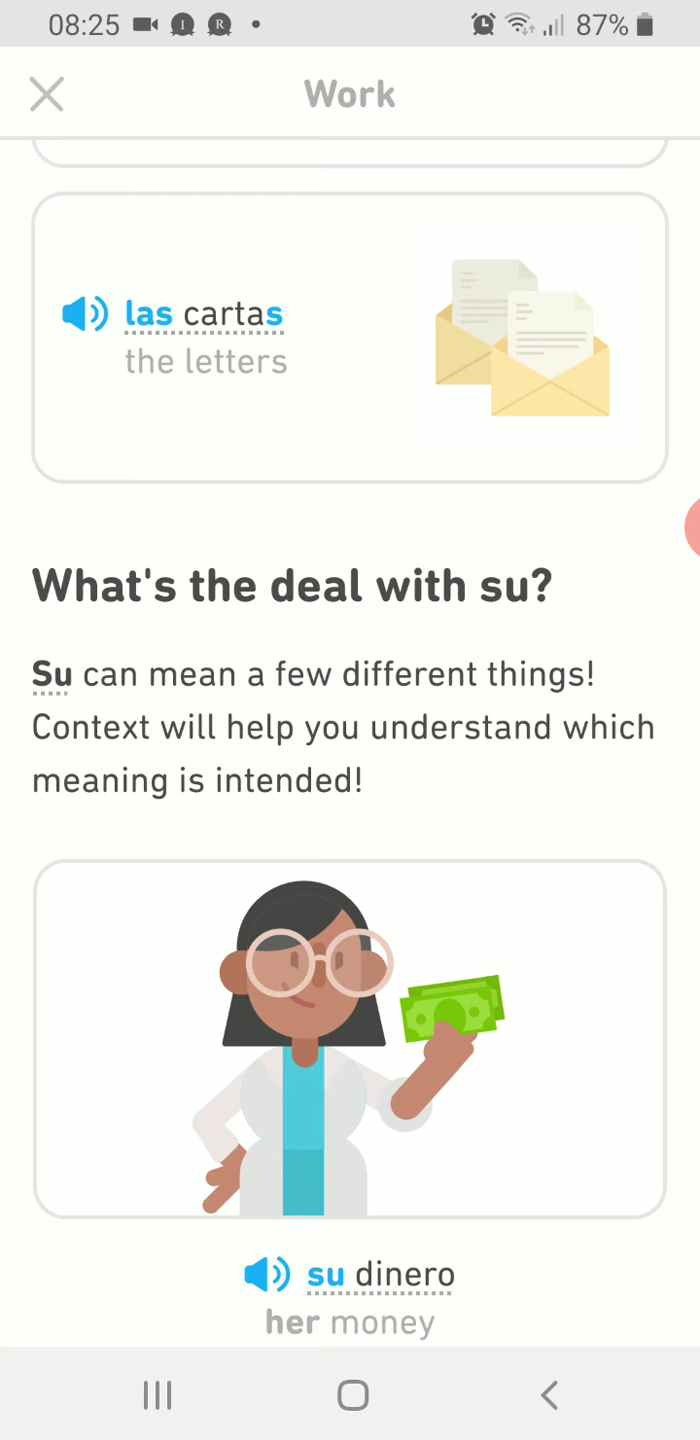 08:25 87%
Work
las cartas
the letters
What's the deal with su?
Su can mean a few different things!
Context will help you understand which
meaning is intended!
su dinero
her money